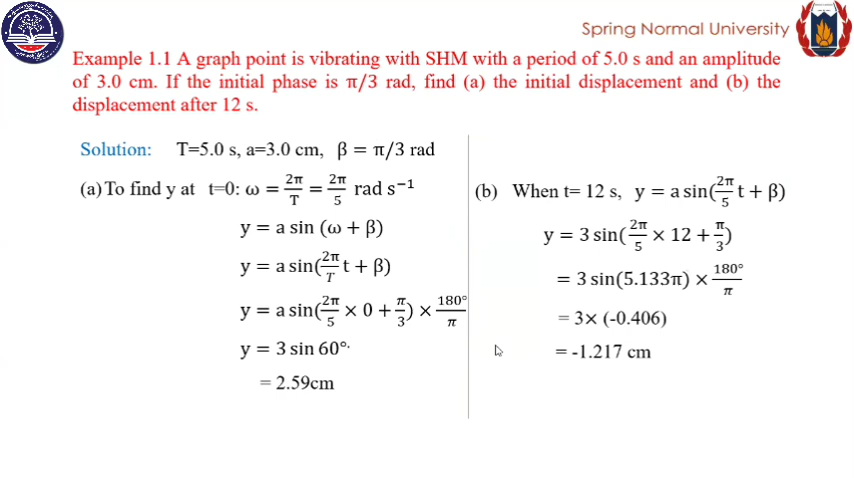 Spring Normal University
Example 1.1 A graph point is vibrating with SHM with a period of 5.0 s and an amplitude
of 3.0 cm. If the initial phase is π/3 rad, find (a) the initial displacement and (b) the
displacement after 12 s.
Solution: T=5.0 s, a=3.0 cm, β = π/3 rad
(a) To find y at t=0: ω = 2π/T = 2π/5 rad s⁻¹
y = a sin (ω + β)
y = a sin(2π/T t + β)
y = a sin(2π/5 × 0 + π/3) × 180°/π
y = 3 sin 60°.
= 2.59cm
(b) When t= 12 s, y = a sin(2π/5 t + β)
y = 3 sin(2π/5 × 12 + π/3)
= 3 sin(5.133π) × 180°/π
= 3× (-0.406)
= -1.217 cm